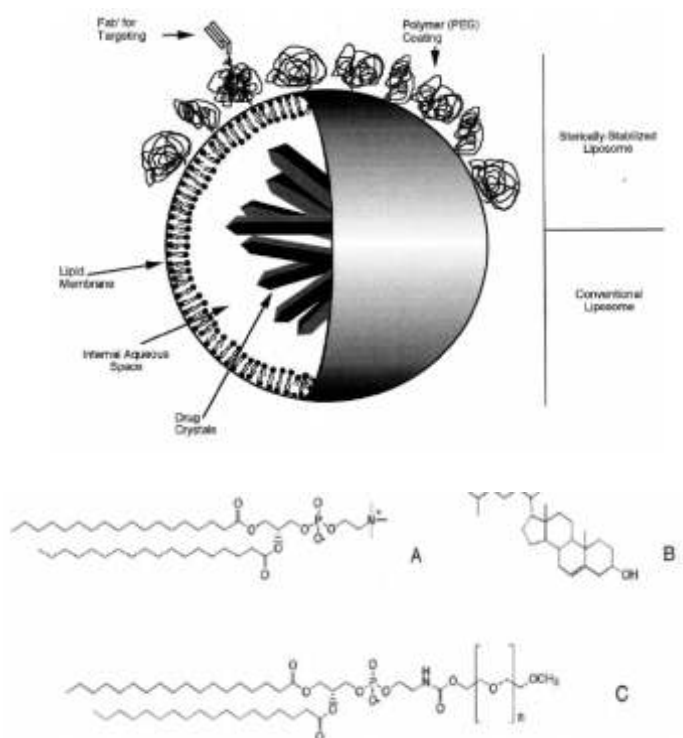 Fab' for
Targeting
Polymer (PEG)
Coating
Sterically-Stabilized
Liposome
Lipid
Membrane
Conventional
Liposome
Internal Aqueous
Space
Drug
Crystals
O
O
O
P
O
N+
O-
O
O
A
B
OH
O
O
O
P
O
H
N
O
O
OCH3
O-
O
O
O
n
C